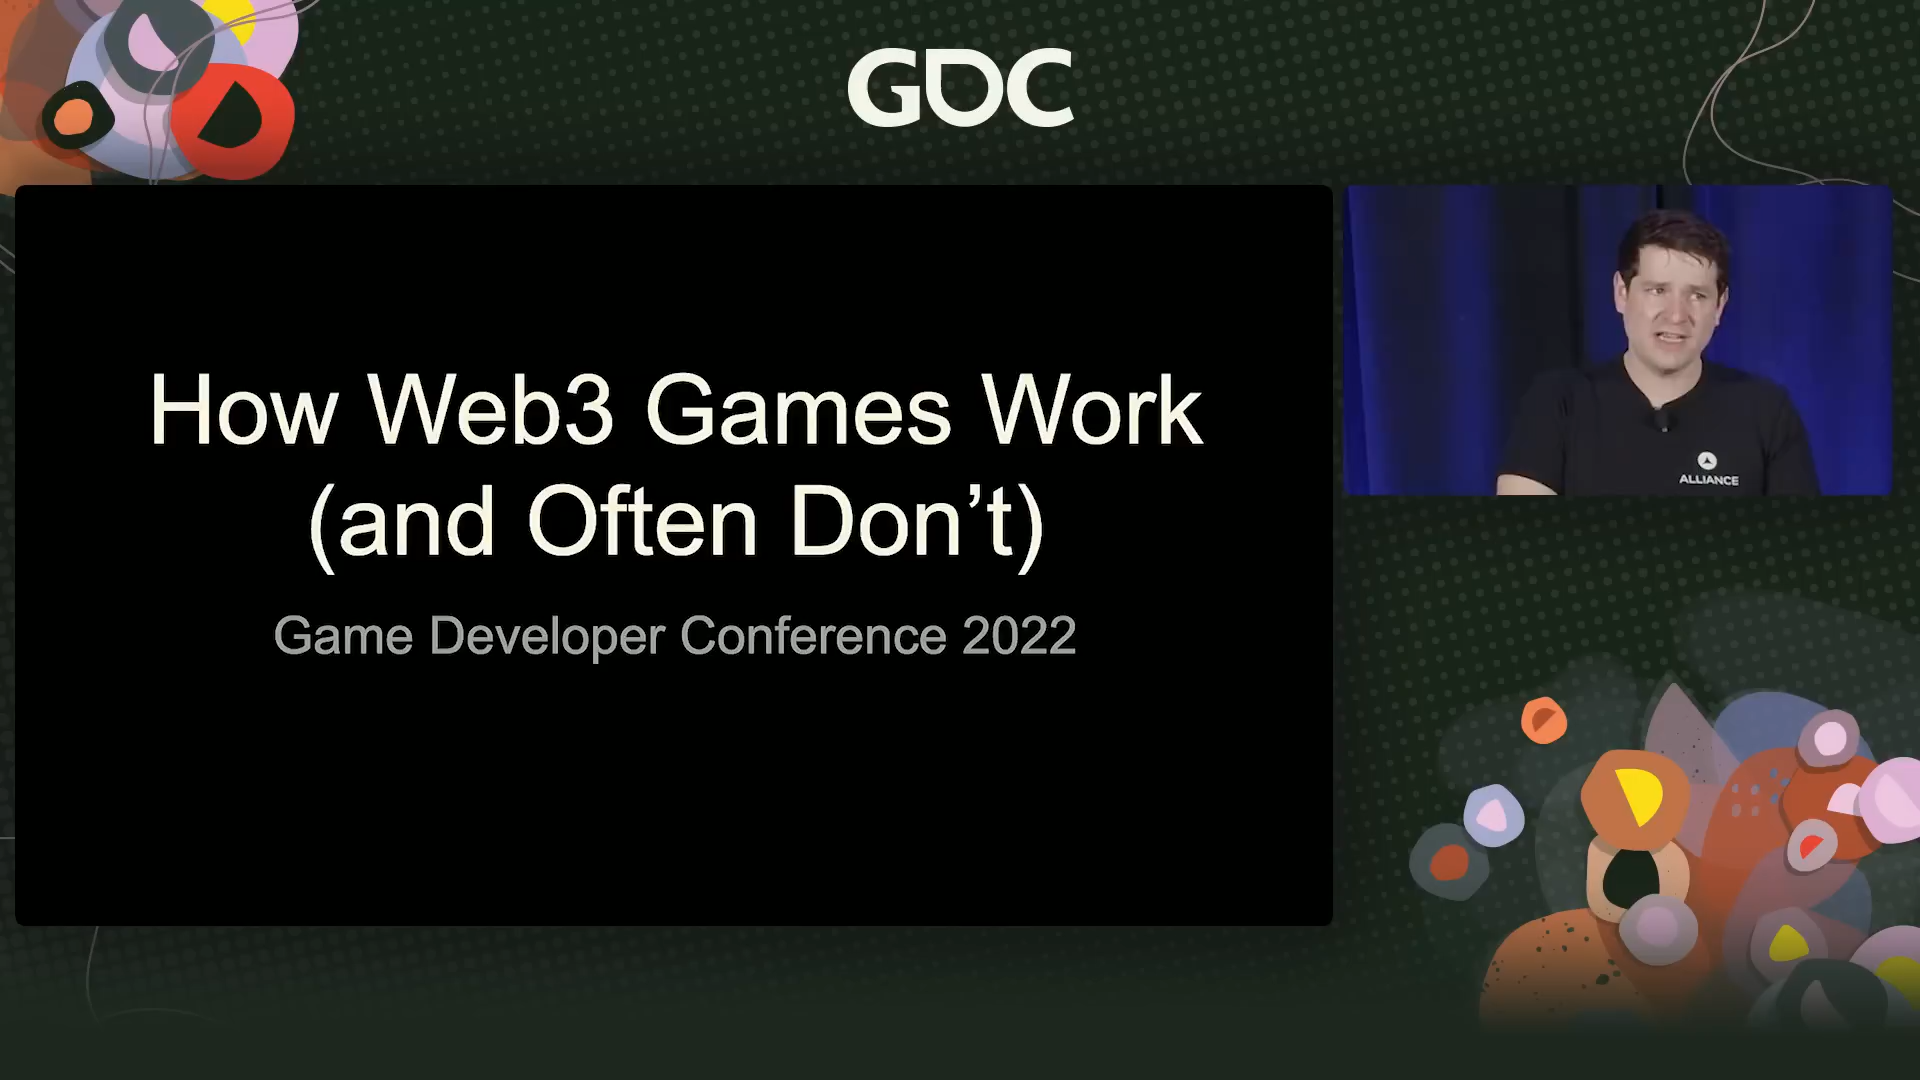 GDC
How Web3 Games Work
(and Often Don’t)
Game Developer Conference 2022
ALLIANCE